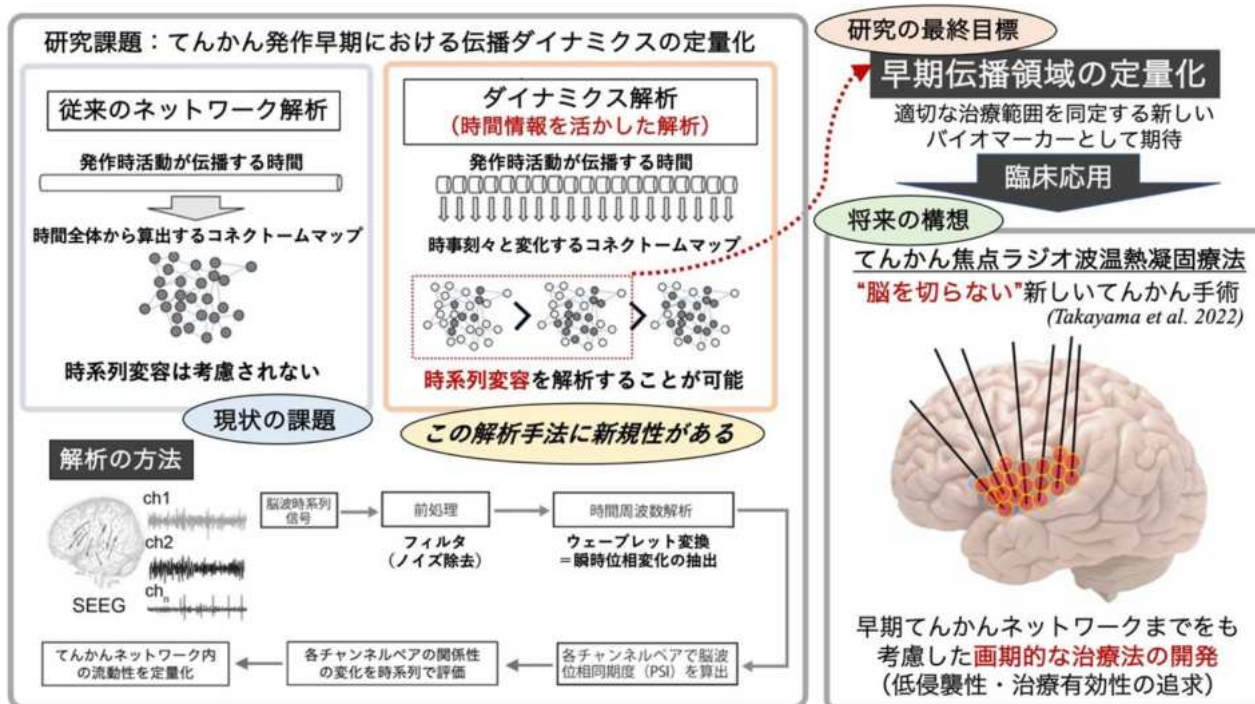 研究課題：てんかん発作早期における伝播ダイナミクスの定量化
従来のネットワーク解析
発作時活動が伝播する時間
時間全体から算出するコネクトームマップ
時系列変容は考慮されない
現状の課題
ダイナミクス解析
（時間情報を活かした解析）
発作時活動が伝播する時間
時事刻々と変化するコネクトームマップ
時系列変容を解析することが可能
この解析手法に新規性がある
解析の方法
ch1
ch2
chn
SEEG
脳波時系列
信号
前処理
フィルタ
（ノイズ除去）
時間周波数解析
ウェーブレット変換
＝瞬時位相変化の抽出
各チャンネルペアで脳波
位相同期度（PSI）を算出
各チャンネルペアの関係性
の変化を時系列で評価
てんかんネットワーク内
の流動性を定量化
研究の最終目標
早期伝播領域の定量化
適切な治療範囲を同定する新しい
バイオマーカーとして期待
臨床応用
将来の構想
てんかん焦点ラジオ波温熱凝固療法
“脳を切らない”新しいてんかん手術
(Takayama et al. 2022)
早期てんかんネットワークまでをも
考慮した画期的な治療法の開発
（低侵襲性・治療有効性の追求）